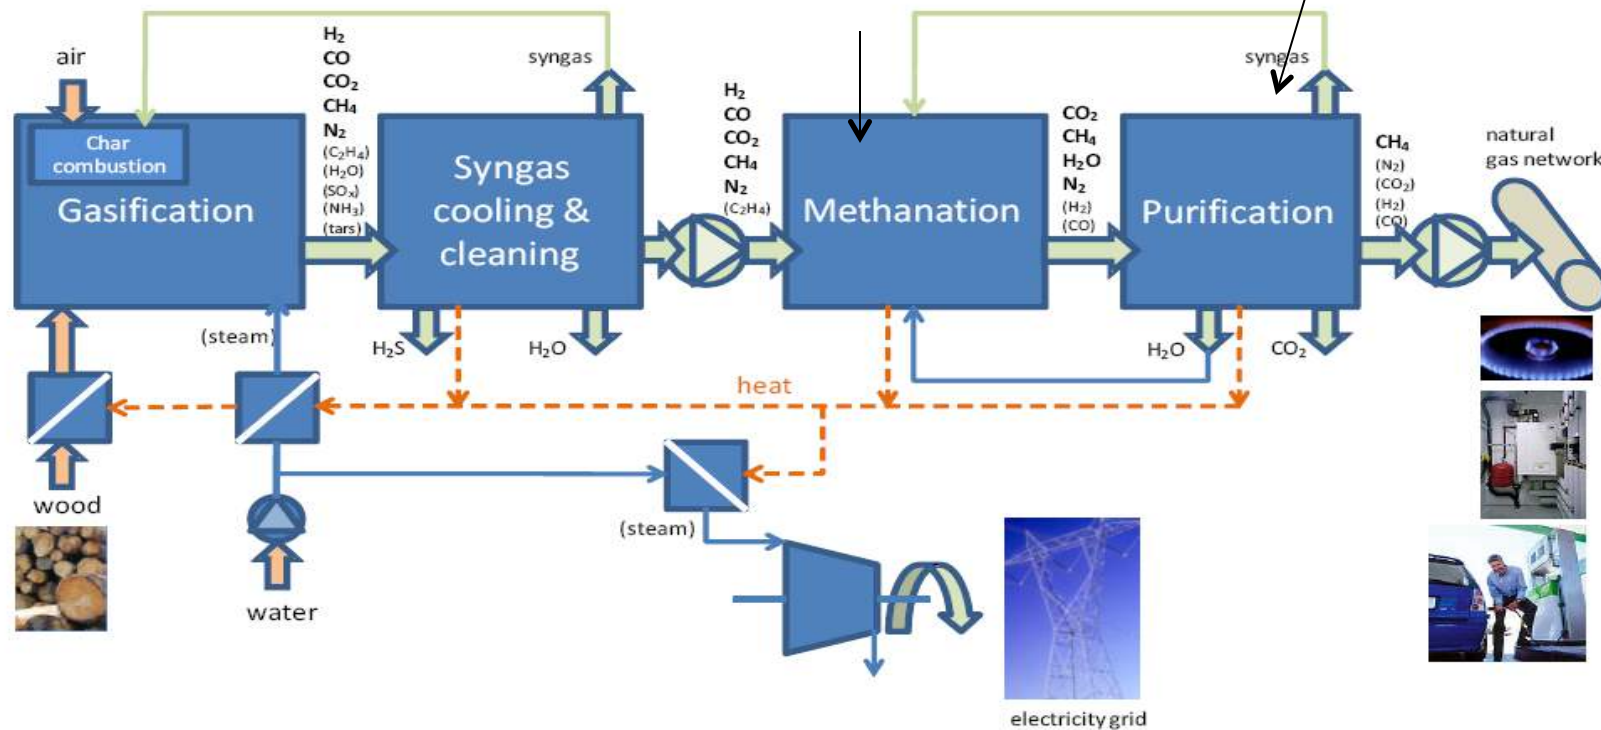 air
Char
combustion
Gasification
H₂
CO
CO₂
CH₄
N₂
(C₂H₄)
(H₂O)
(SOₓ)
(NH₃)
(tars)
Syngas
cooling &
cleaning
syngas
H₂
CO
CO₂
CH₄
N₂
(C₂H₄)
Methanation
CO₂
CH₄
H₂O
N₂
(H₂)
(CO)
Purification
syngas
CH₄
(N₂)
(CO₂)
(H₂)
(CO)
natural
gas network
(steam)
H₂S
H₂O
H₂O
CO₂
heat
wood
water
(steam)
electricity grid